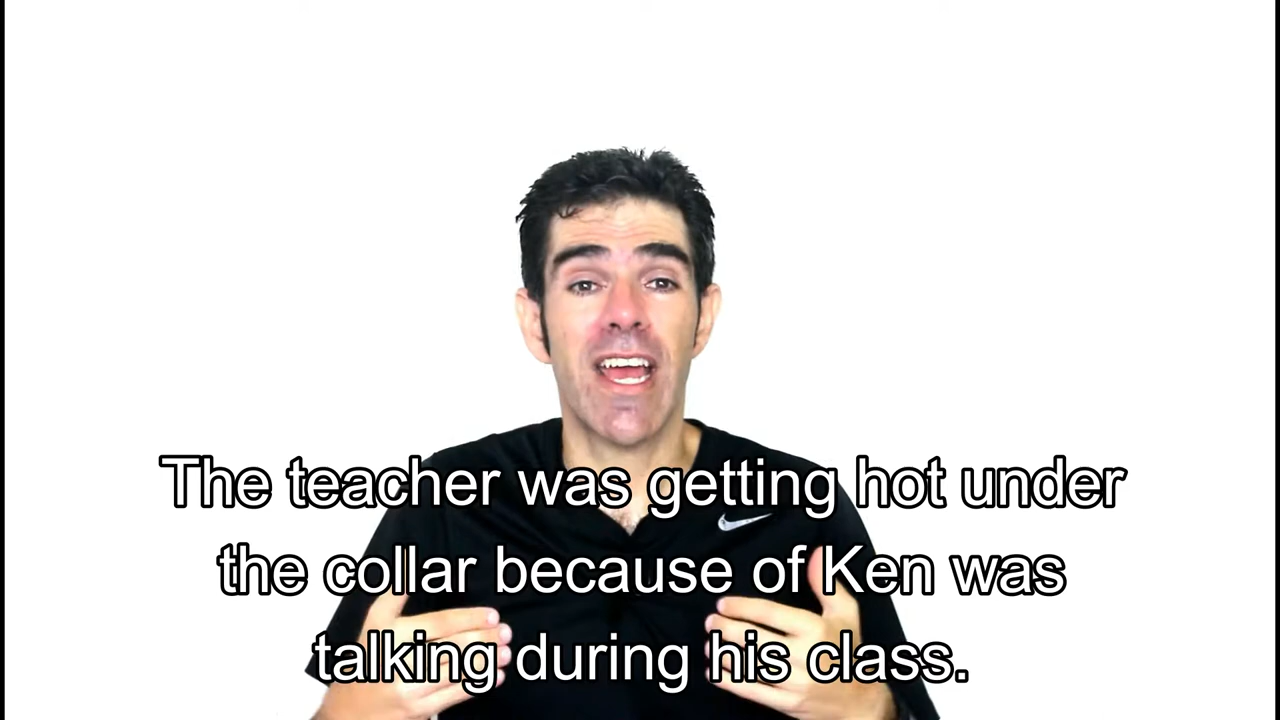 The teacher was getting hot under
the collar because of Ken was
talking during his class.